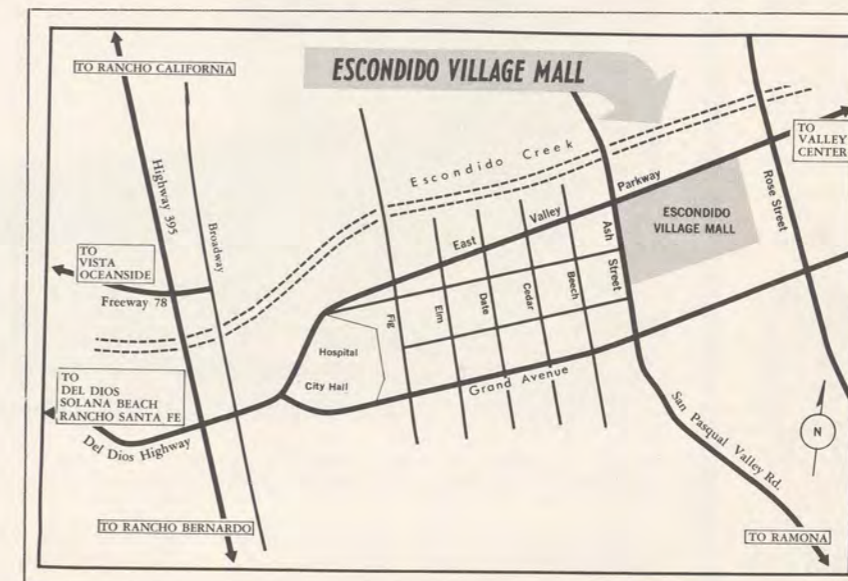 ESCONDIDO VILLAGE MALL
TO RANCHO CALIFORNIA
Highway 395
Broadway
Escondido Creek
TO
VALLEY
CENTER
East Valley Parkway
ESCONDIDO
VILLAGE MALL
Rose Street
Ash Street
TO
VISTA
OCEANSIDE
Freeway 78
Fig
Elm
Date
Cedar
Beech
Hospital
City Hall
Grand Avenue
TO
DEL DIOS
SOLANA BEACH
RANCHO SANTA FE
Del Dios Highway
San Pasqual Valley Rd.
N
TO RANCHO BERNARDO
TO RAMONA